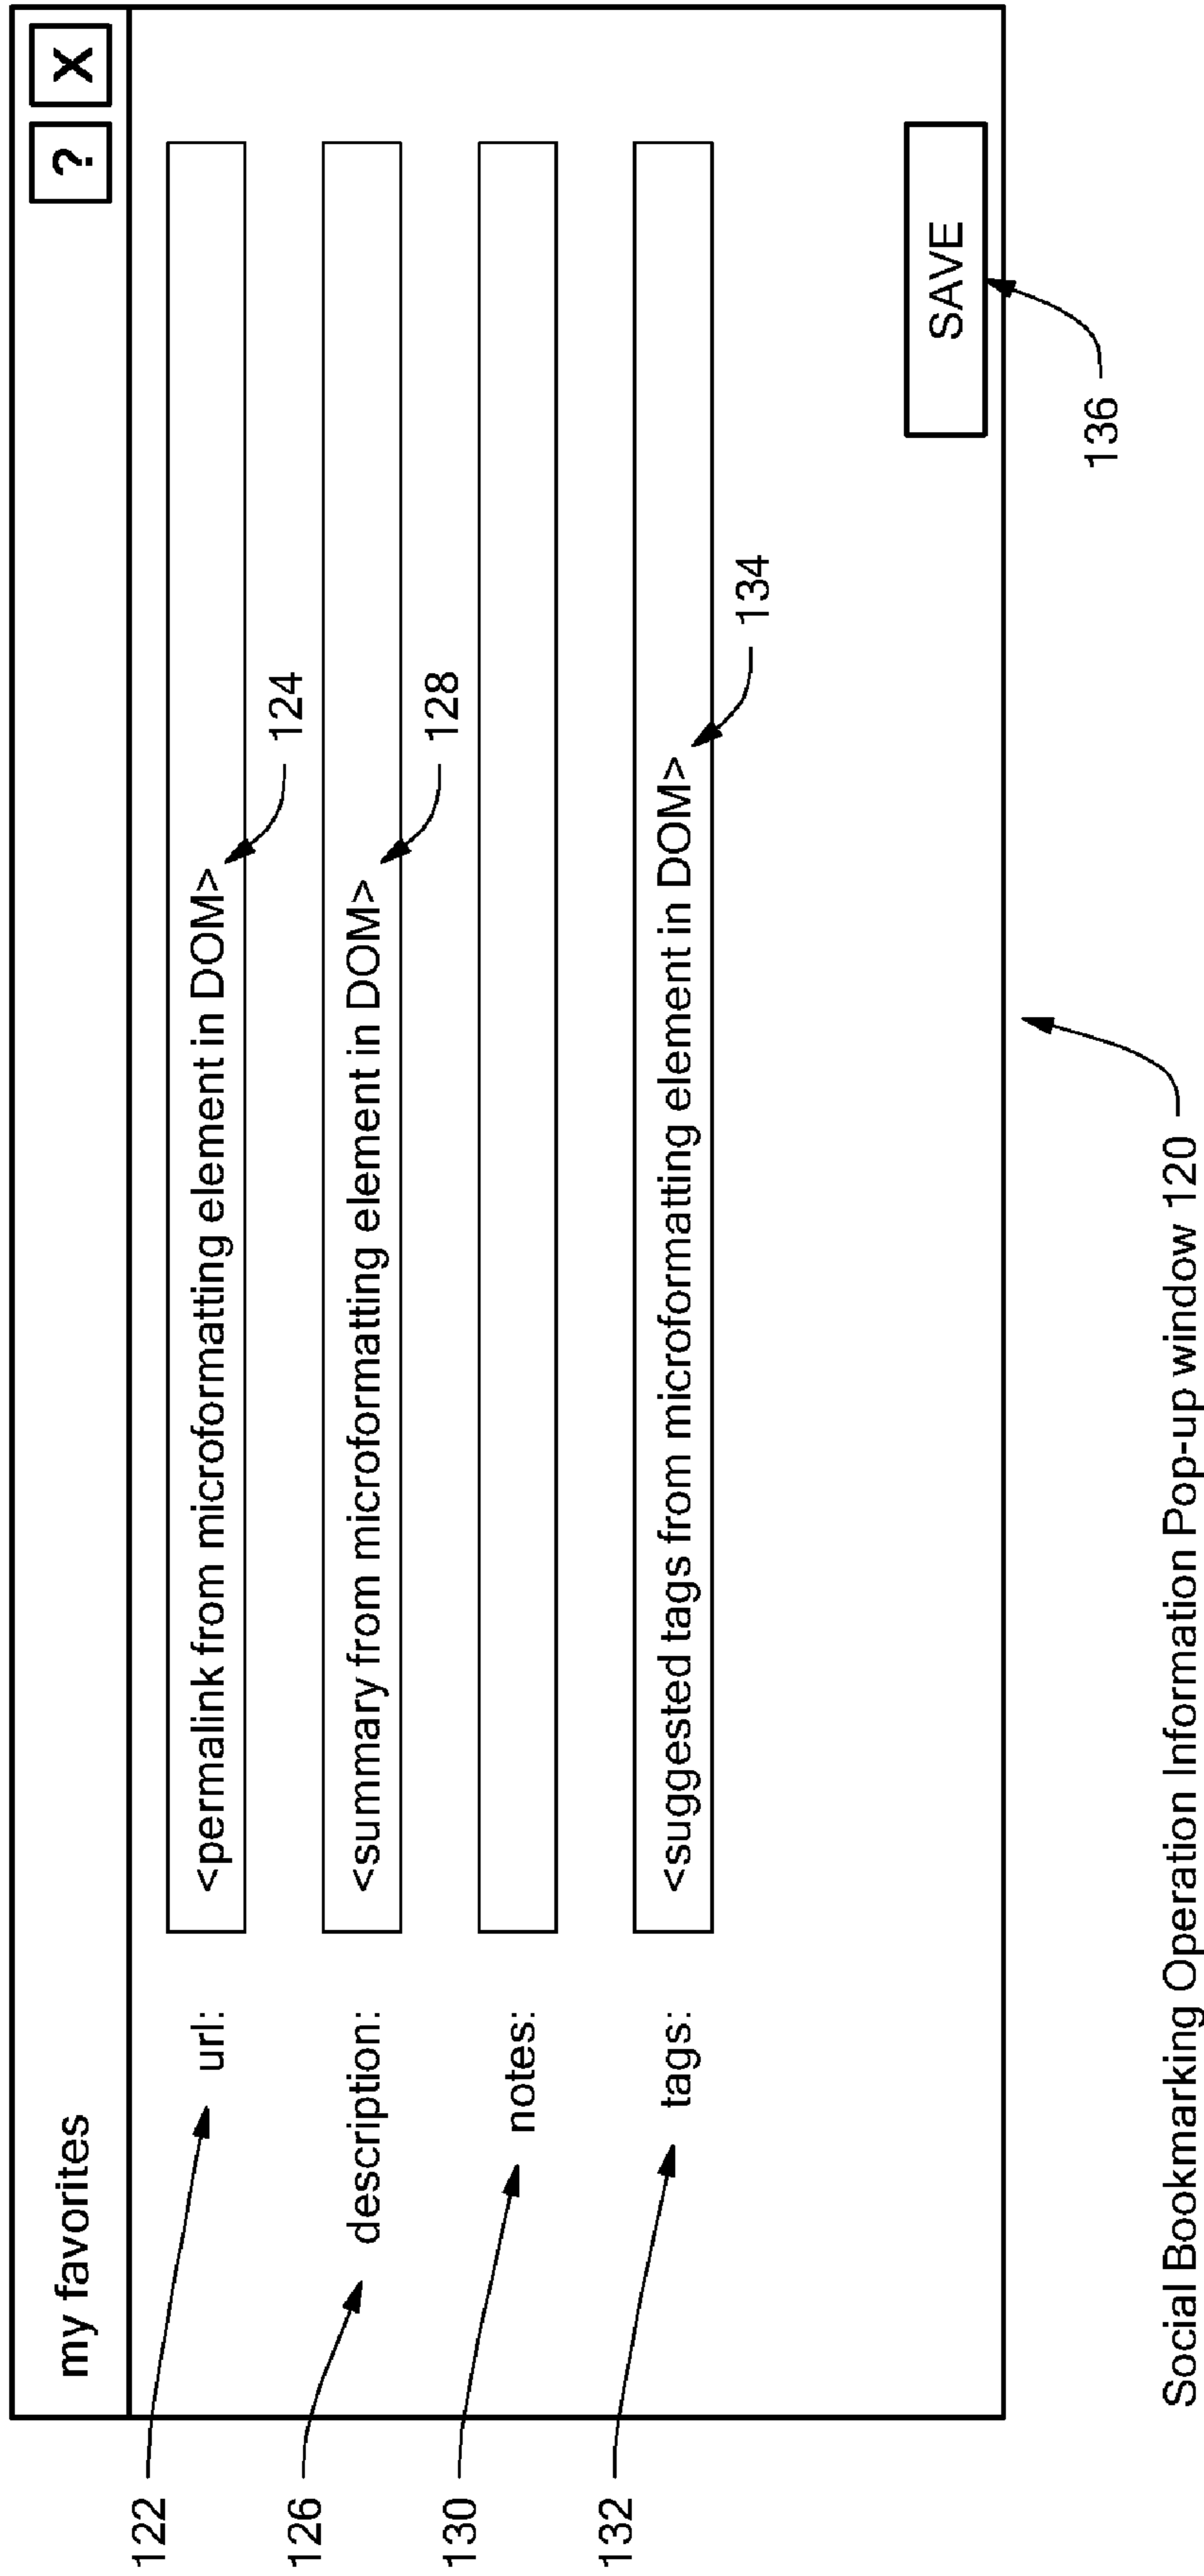 my favorites ? X
122 url: <permalink from microformatting element in DOM>
124
126 description: <summary from microformatting element in DOM>
128
130 notes:
132 tags: <suggested tags from microformatting element in DOM>
134
SAVE
136
Social Bookmarking Operation Information Pop-up window 120